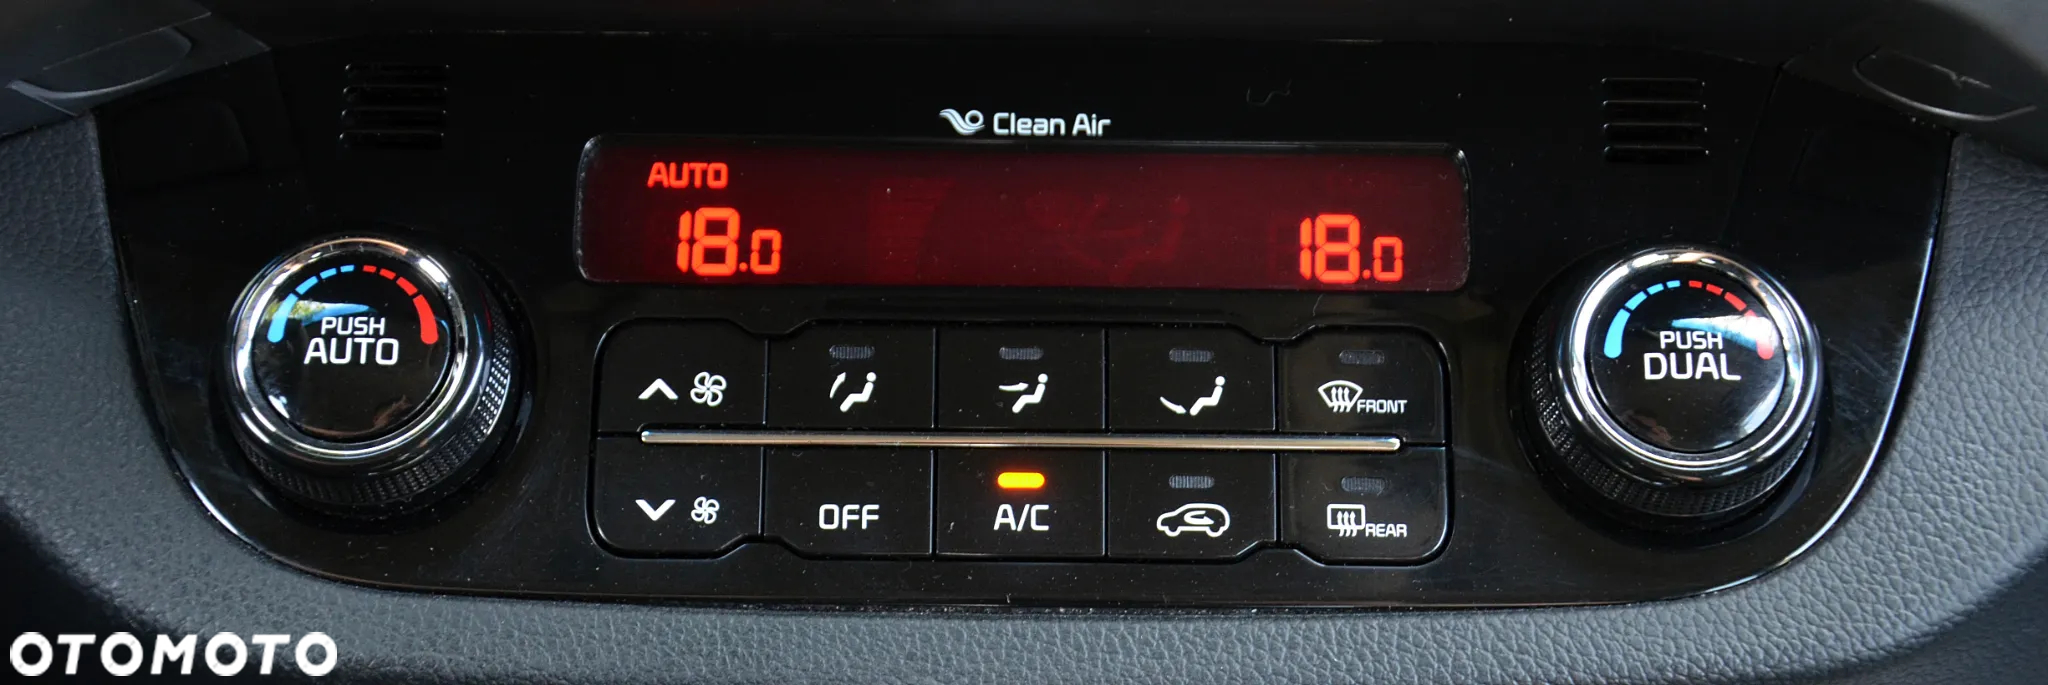 Clean Air
AUTO
18.0 18.0
PUSH
AUTO
PUSH
DUAL
FRONT
OFF
A/C
REAR
OTOMOTO